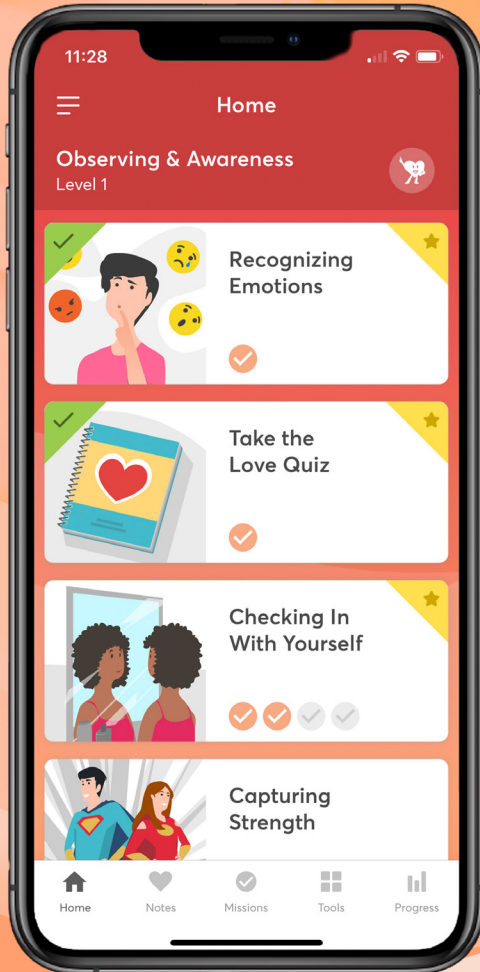 11:28
Home
Observing & Awareness
Level 1
Recognizing
Emotions
Take the
Love Quiz
Checking In
With Yourself
Capturing
Strength
Home
Notes
Missions
Tools
Progress